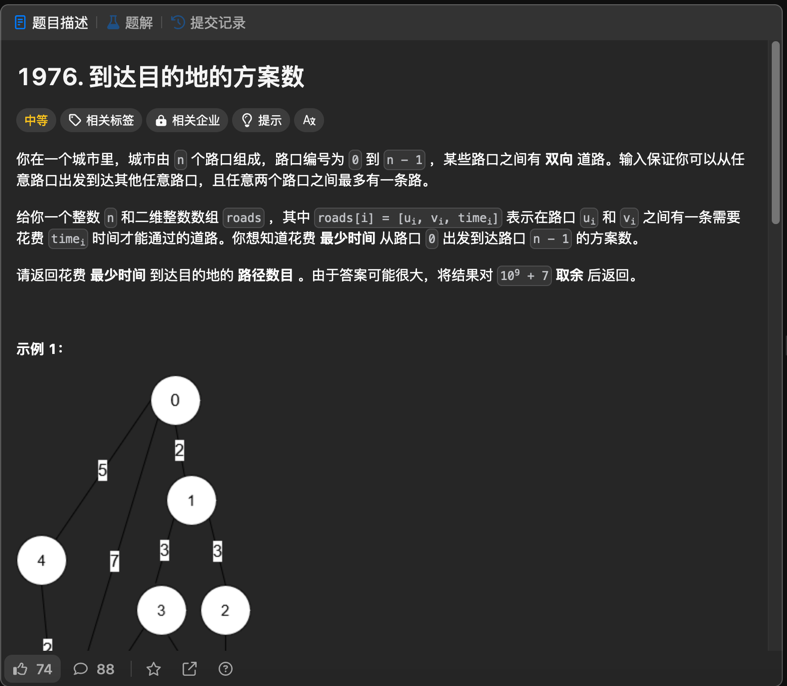 题目描述 题解 提交记录
1976. 到达目的地的方案数
中等 相关标签 相关企业 提示
你在一个城市里，城市由 n 个路口组成，路口编号为 0 到 n - 1 ，某些路口之间有 双向 道路。输入保证你可以从任
意路口出发到达其他任意路口，且任意两个路口之间最多有一条路。
给你一个整数 n 和二维整数数组 roads ，其中 roads[i] = [uᵢ, vᵢ, timeᵢ] 表示在路口 uᵢ 和 vᵢ 之间有一条需要
花费 timeᵢ 时间才能通过的道路。你想知道花费 最少时间 从路口 0 出发到达路口 n - 1 的方案数。
请返回花费 最少时间 到达目的地的 路径数目 。由于答案可能很大，将结果对 10⁹ + 7 取余 后返回。
示例 1：
0
2
5
1
3 3
4 7
3 2
2
74 88